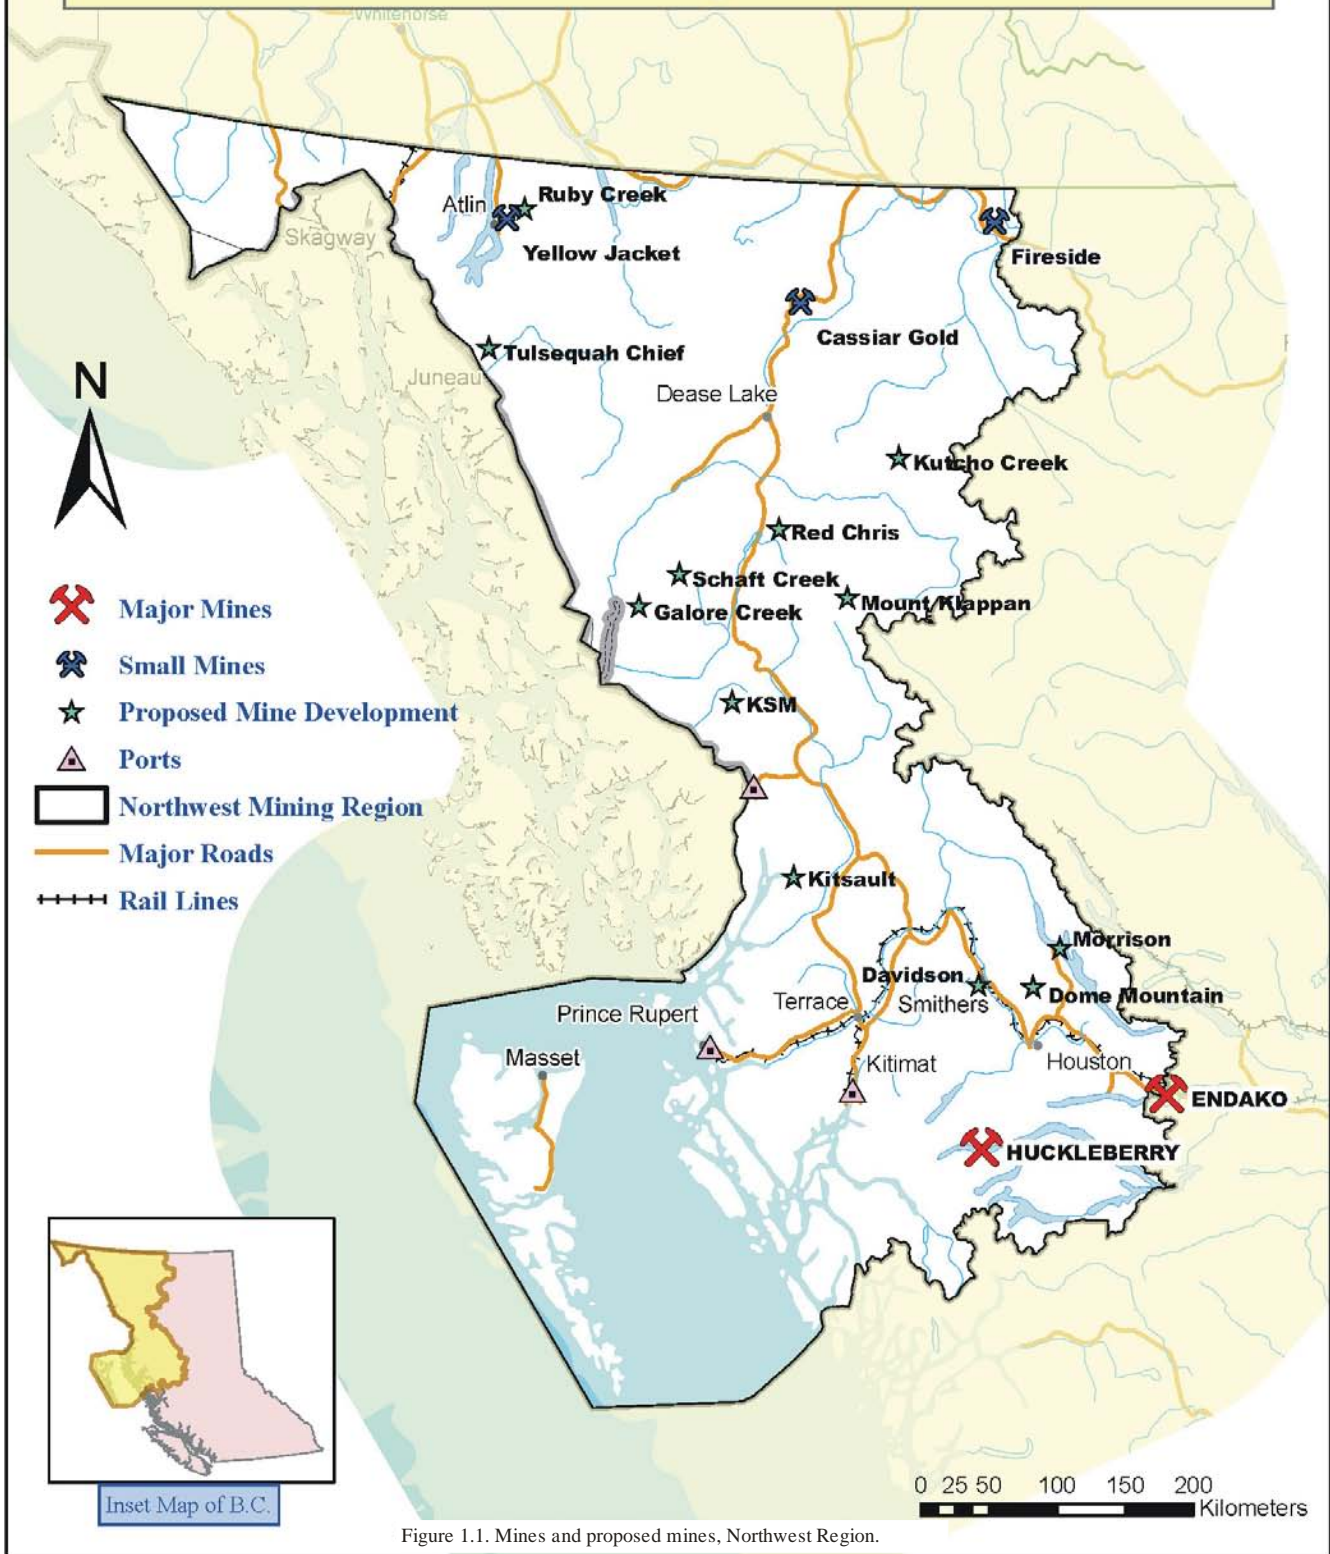 Whitehorse
Ruby Creek
Atlin
Skagway
Yellow Jacket
Fireside
Cassiar Gold
Tulsequah Chief
Juneau
Dease Lake
N
Kutcho Creek
Red Chris
Schaft Creek
Mount Klappan
Galore Creek
KSM
Major Mines
Small Mines
Proposed Mine Development
Ports
Northwest Mining Region
Major Roads
Rail Lines
Kitsault
Morrison
Davidson
Dome Mountain
Smithers
Terrace
Prince Rupert
Masset
Kitimat
Houston
ENDAKO
HUCKLEBERRY
Inset Map of B.C.
0 25 50 100 150 200
Kilometers
Figure 1.1. Mines and proposed mines, Northwest Region.